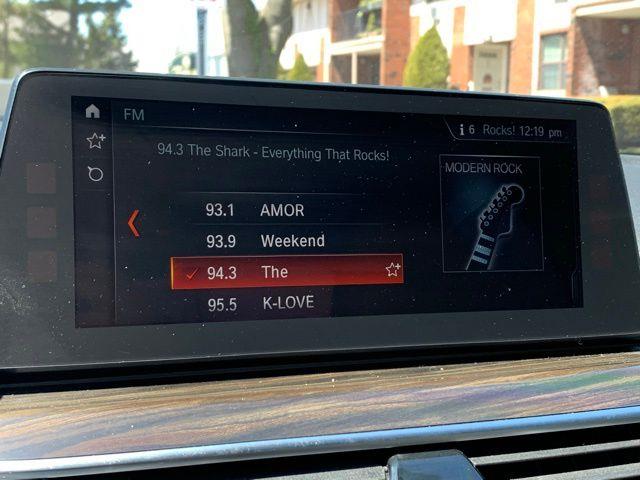 FM
i 6 Rocks! 12:19 pm
94.3 The Shark - Everything That Rocks!
MODERN ROCK
93.1 AMOR
93.9 Weekend
94.3 The
95.5 K-LOVE